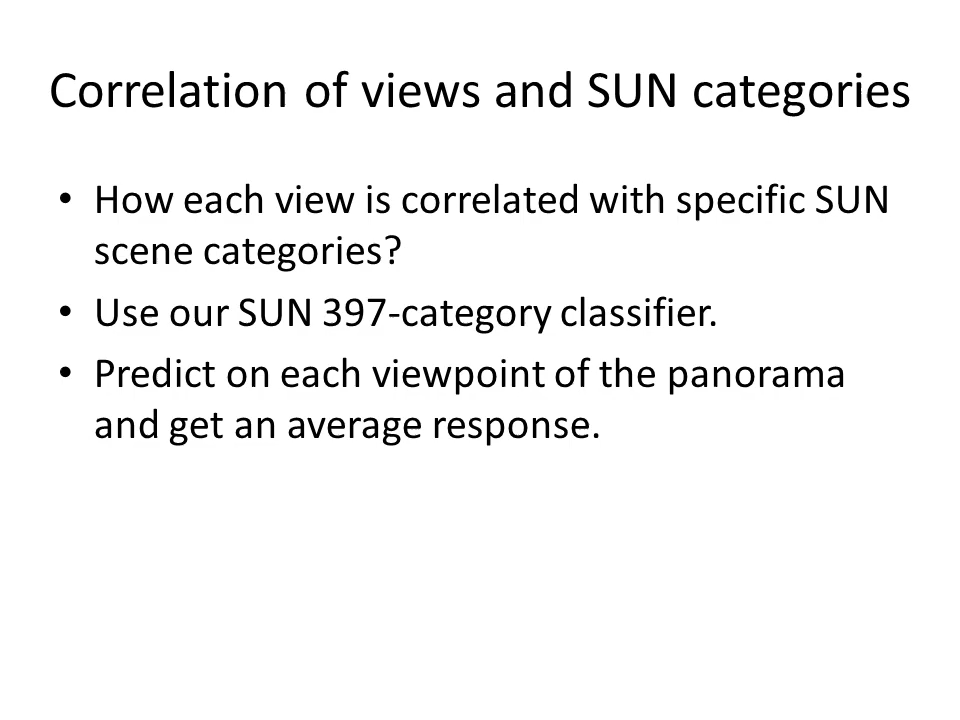 Correlation of views and SUN categories
• How each view is correlated with specific SUN
scene categories?
• Use our SUN 397-category classifier.
• Predict on each viewpoint of the panorama
and get an average response.